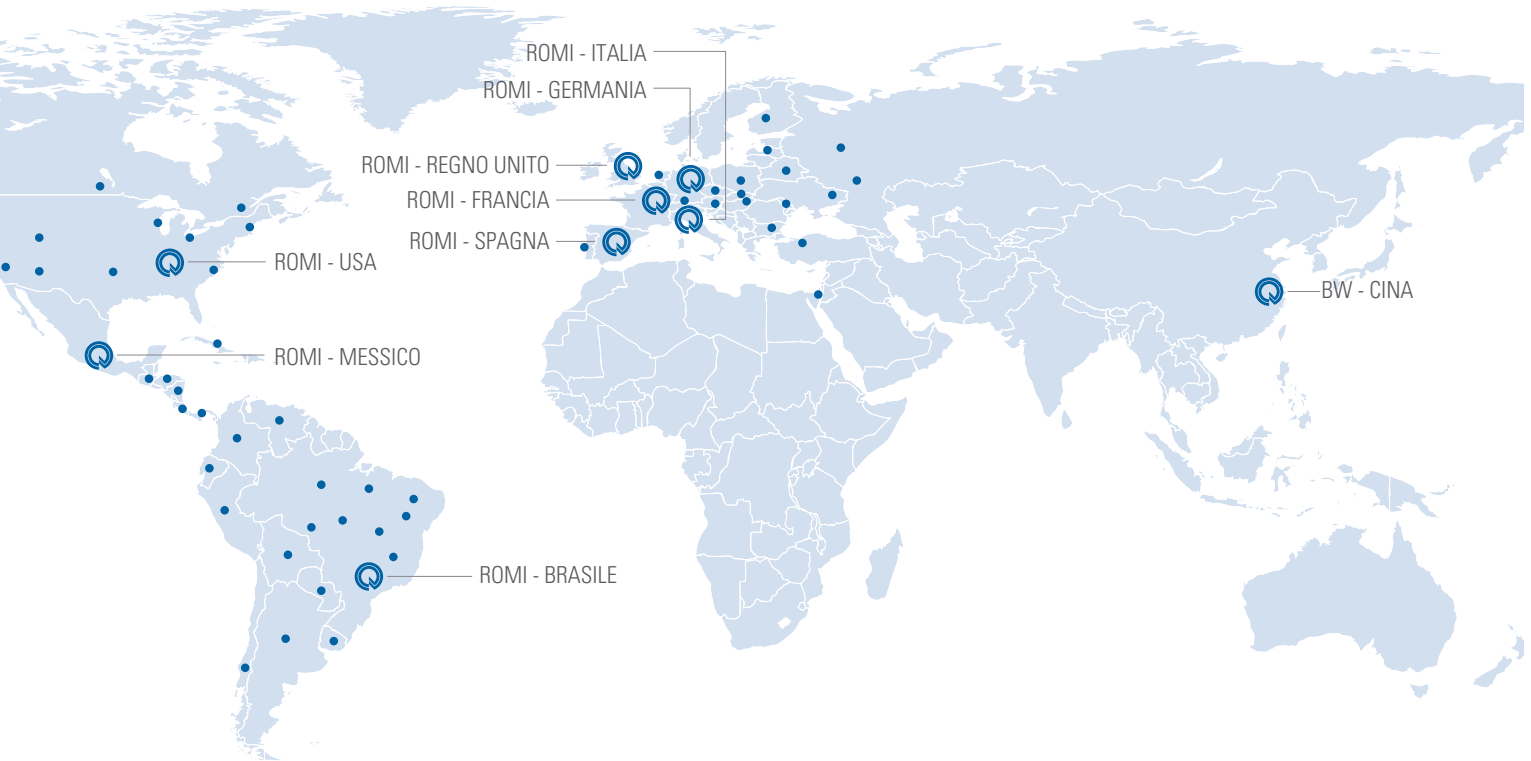 ROMI - ITALIA
ROMI - GERMANIA
ROMI - REGNO UNITO
ROMI - FRANCIA
ROMI - SPAGNA
ROMI - USA
BW - CINA
ROMI - MESSICO
ROMI - BRASILE